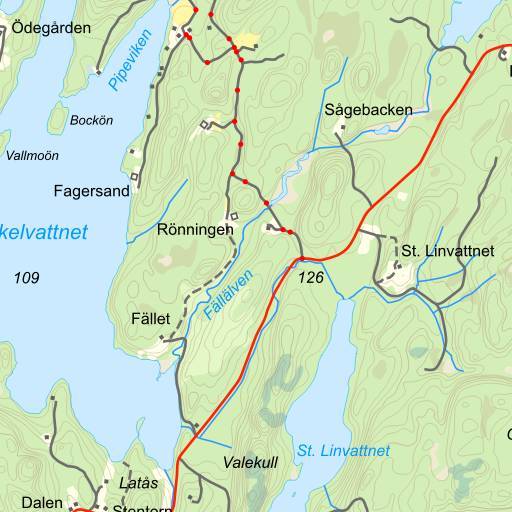 Ödegården
Pipeviken
Bockön
Sågebacken
Vallmoön
Fagersand
kelvattnet
Rönningen
St. Linvattnet
109
126
Fällälven
Fället
St. Linvattnet
Valekull
Latås
Dalen